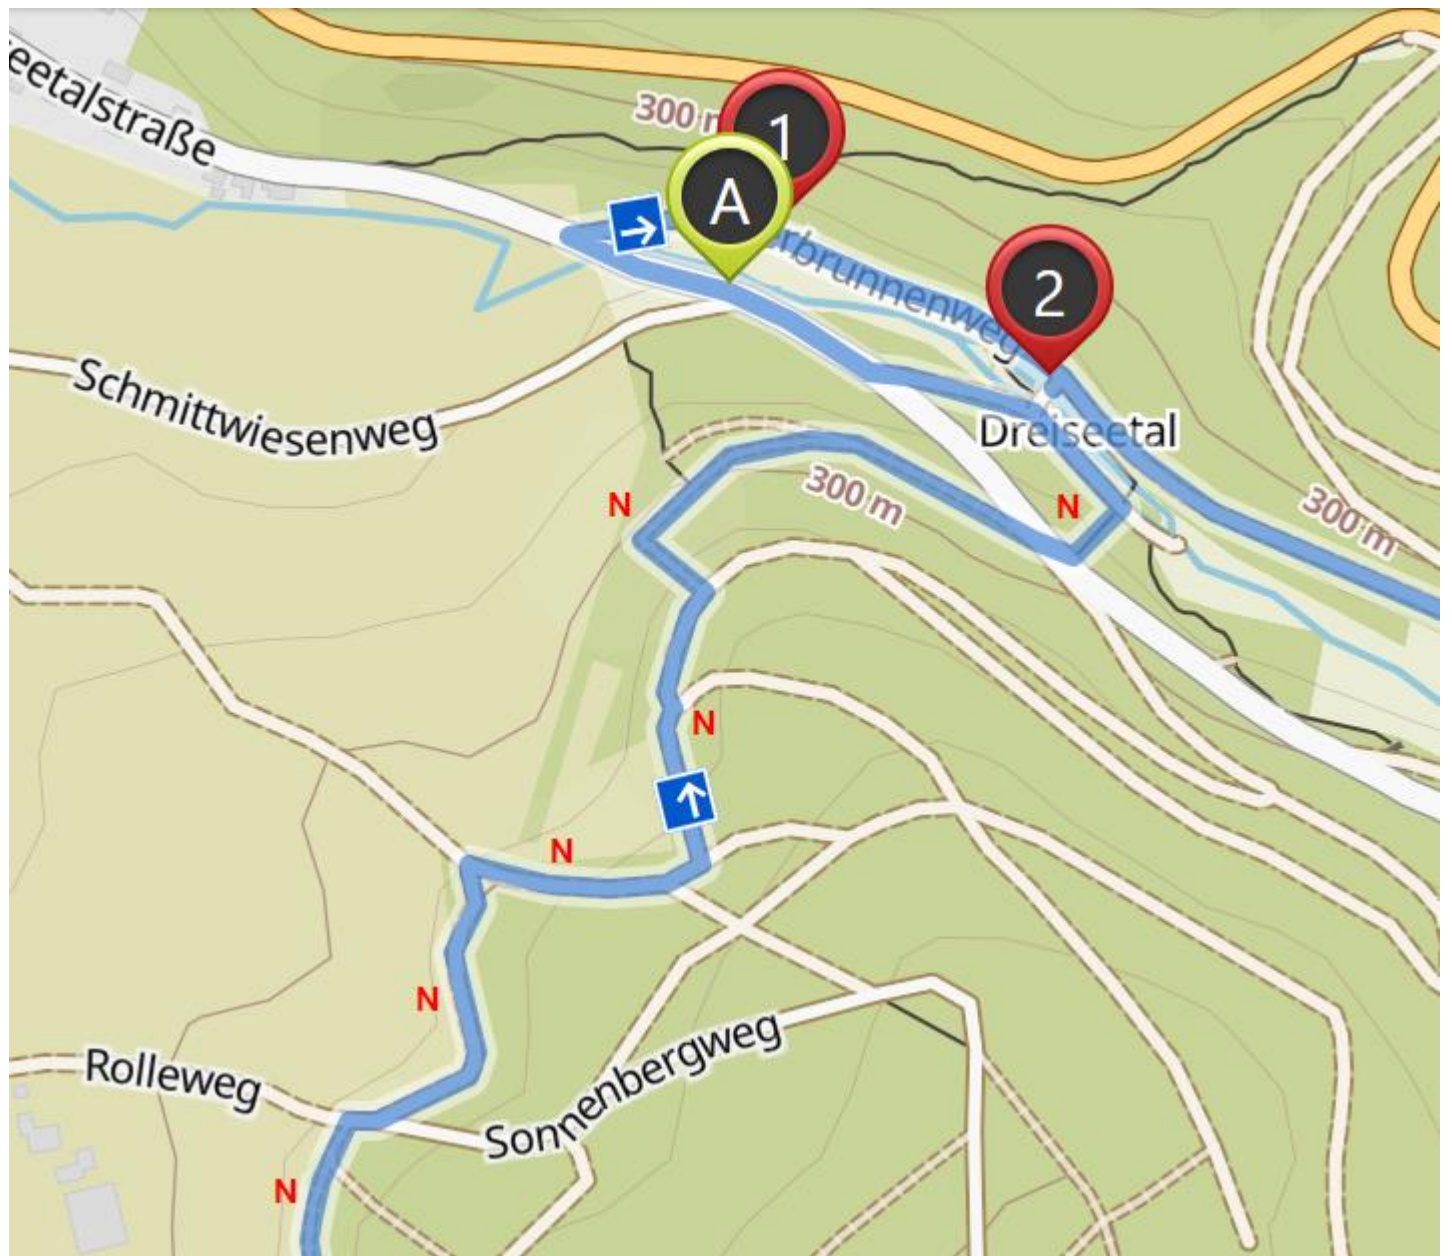 eetalstraße
300 m
1
A
rbrunnenweg
2
Schmittwiesenweg
Dreiseetal
N
300 m
N
300 m
N
N
N
Rolleweg
Sonnenbergweg
N